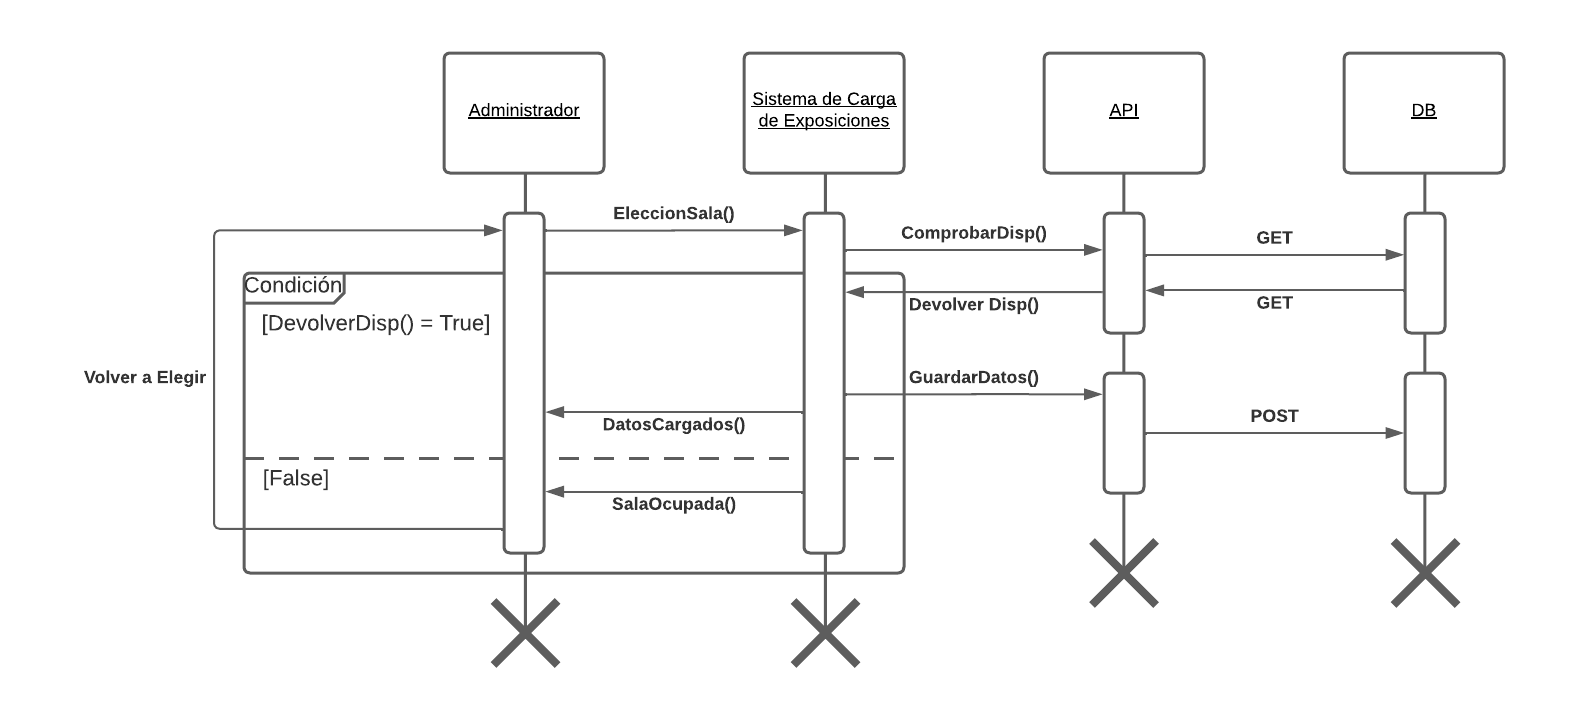 Administrador
Sistema de Carga
de Exposiciones
API
DB
EleccionSala()
ComprobarDisp()
GET
Condición
Devolver Disp()
GET
[DevolverDisp() = True]
Volver a Elegir
GuardarDatos()
DatosCargados()
POST
[False]
SalaOcupada()